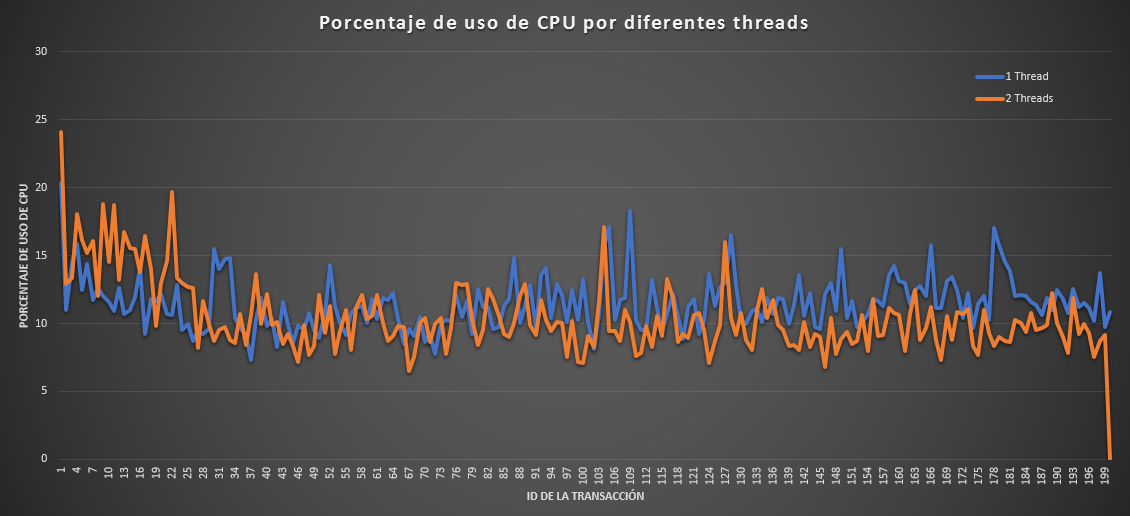 Porcentaje de uso de CPU por diferentes threads
30
25
20
15
10
5
0
PORCENTAJE DE USO DE CPU
1 Thread
2 Threads
1 4 7 10 13 16 19 22 25 28 31 34 37 40 43 46 49 52 55 58 61 64 67 70 73 76 79 82 85 88 91 94 97 100 103 106 109 112 115 118 121 124 127 130 133 136 139 142 145 148 151 154 157 160 163 166 169 172 175 178 181 184 187 190 193 196 199
ID DE LA TRANSACCIÓN